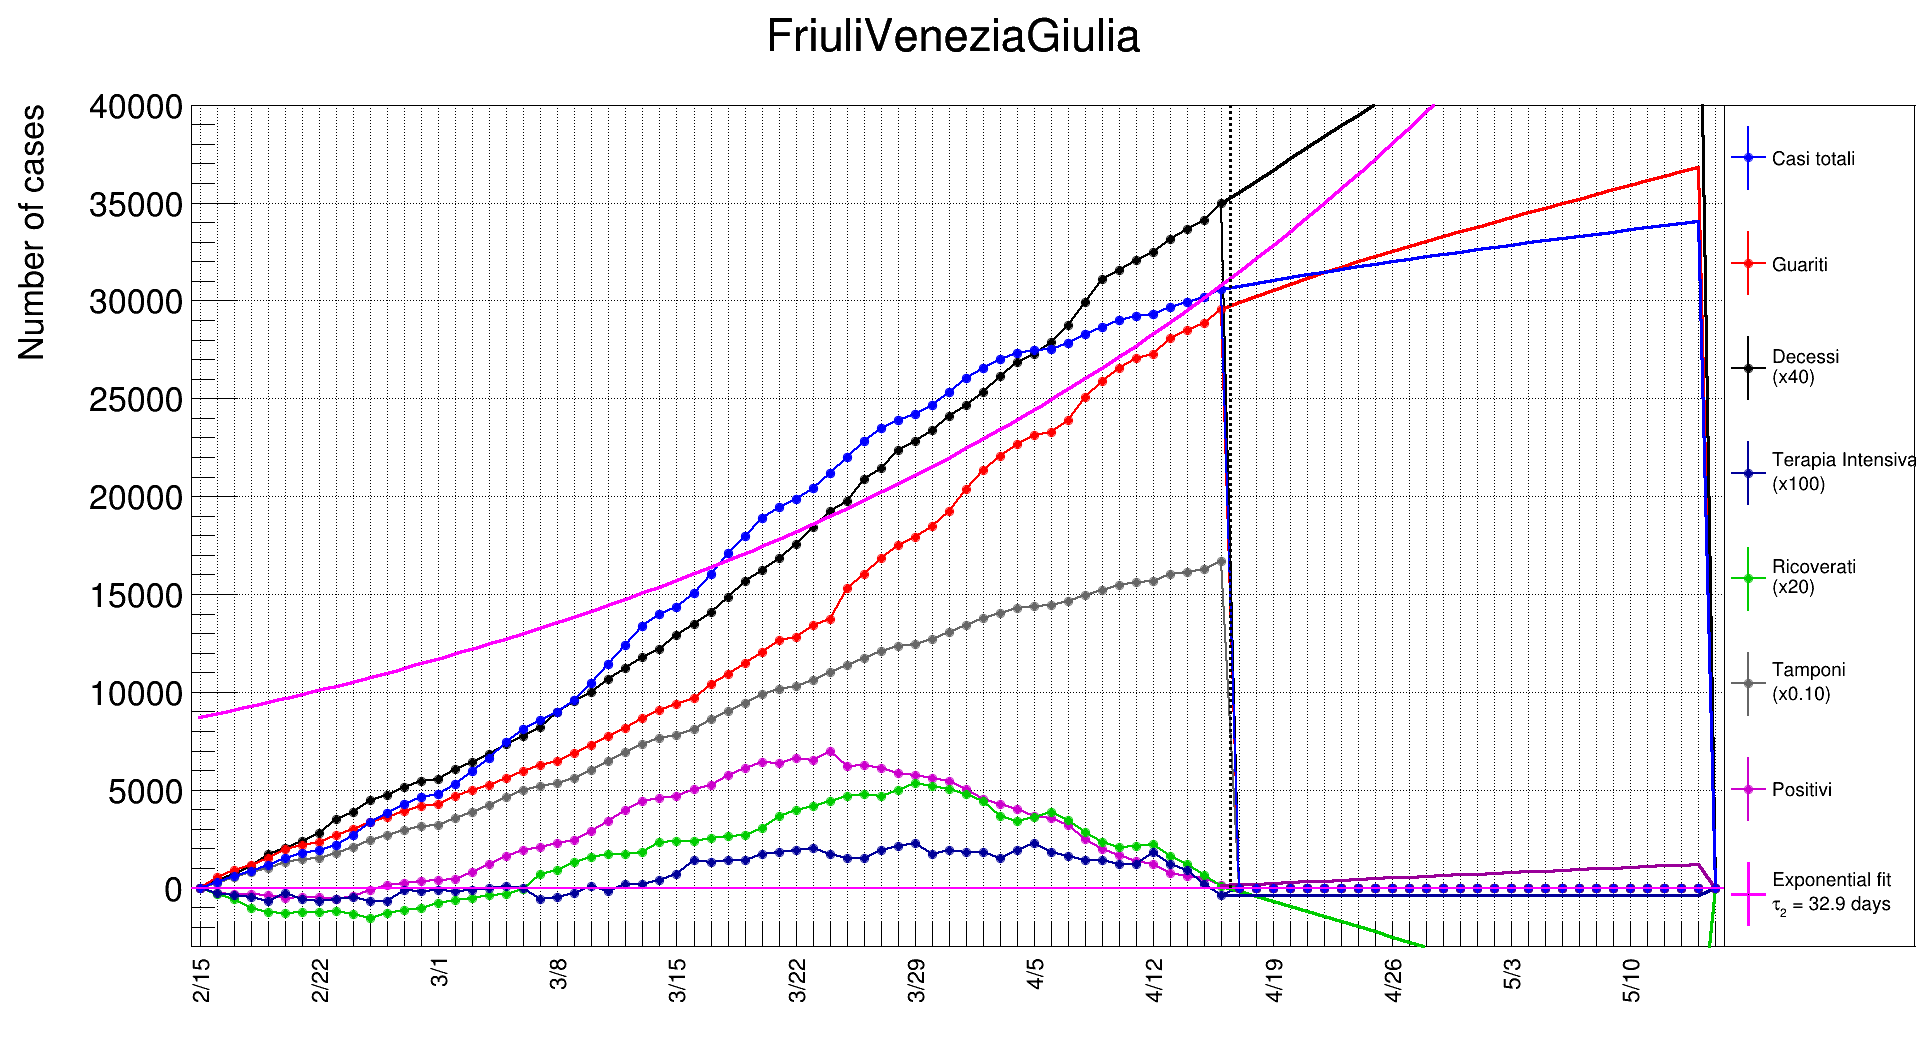 FriuliVeneziaGiulia
Number of cases
40000
35000
30000
25000
20000
15000
10000
5000
0
2/15
2/22
3/1
3/8
3/15
3/22
3/29
4/5
4/12
4/19
4/26
5/3
5/10
Casi totali
Guariti
Decessi
(x40)
Terapia Intensiva
(x100)
Ricoverati
(x20)
Tamponi
(x0.10)
Positivi
Exponential fit
τ2 = 32.9 days